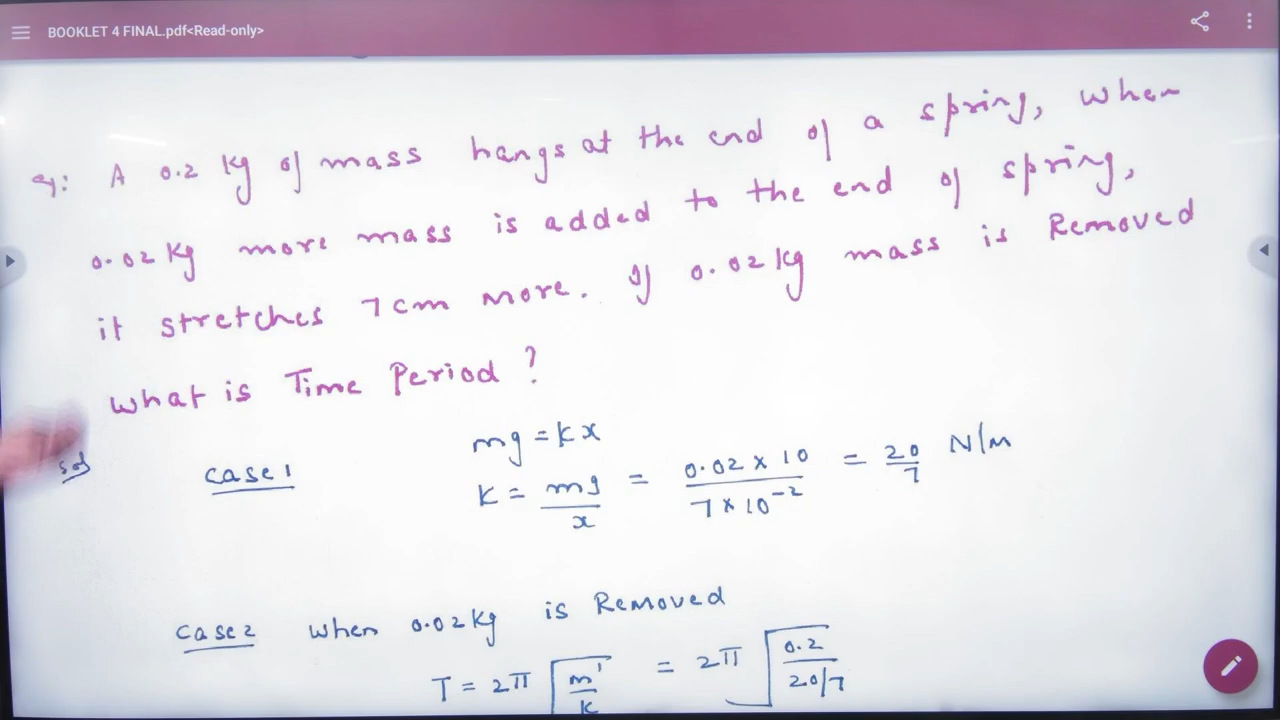 BOOKLET 4 FINAL.pdf<Read-only>
eg: A 0.2 kg of mass hangs at the end of a spring, when
0.02 kg more mass is added to the end of spring,
it stretches 7cm more. If 0.02 kg mass is Removed
what is Time Period ?
mg = kx
Sol Case 1 K = mg/x = 0.02 × 10 / 7 × 10⁻² = 20/7 N/m
Case 2 when 0.02 kg is Removed
T = 2π √(m'/k) = 2π √(0.2/(20/7))